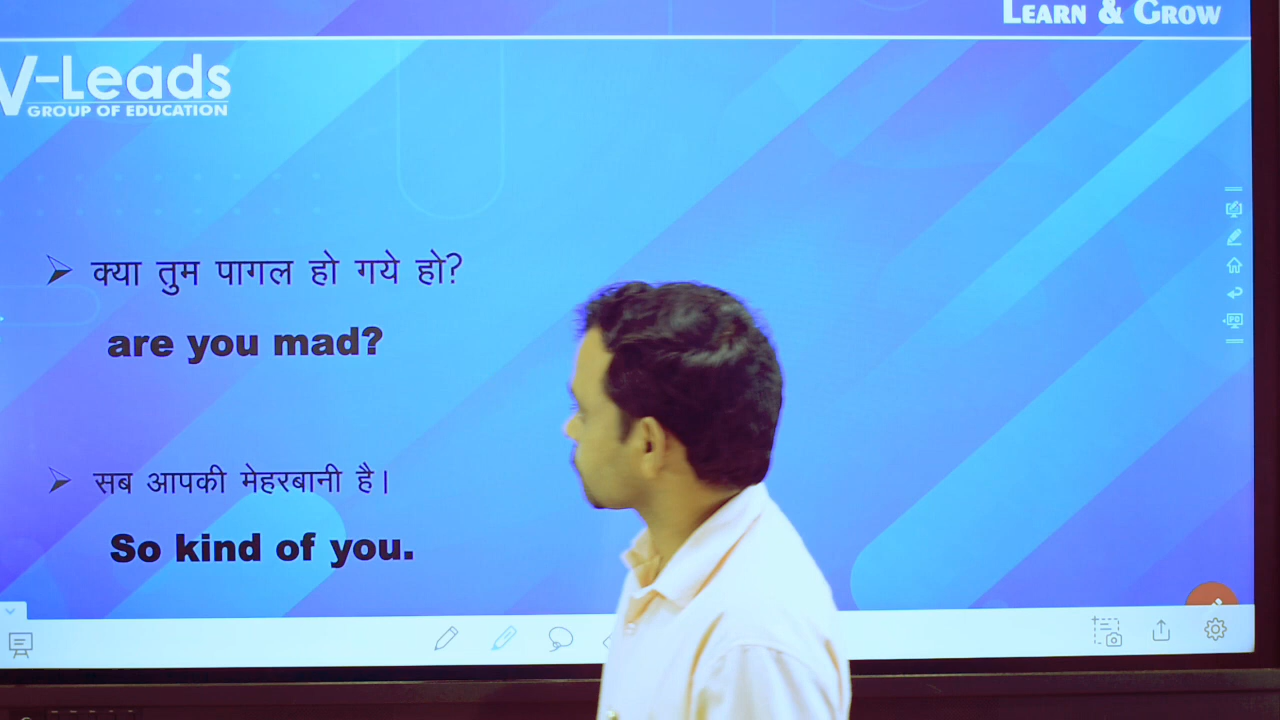 LEARN & GROW
V-Leads
GROUP OF EDUCATION
क्या तुम पागल हो गये हो?
are you mad?
सब आपकी मेहरबानी है।
So kind of you.